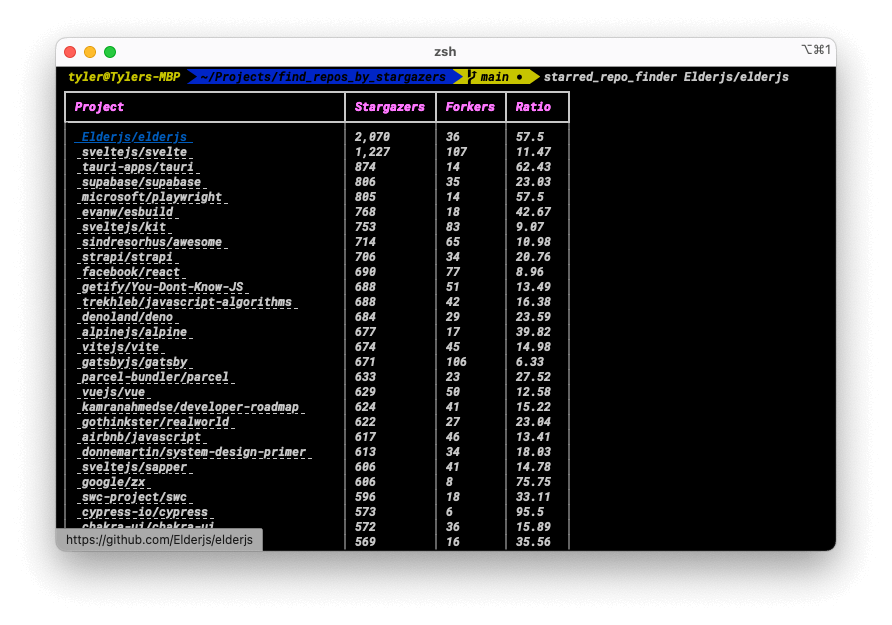 zsh
⌥⌘1
tyler@Tylers-MBP ~/Projects/find_repos_by_stargazers main ● starred_repo_finder Elderjs/elderjs
Project Stargazers Forkers Ratio
Elderjs/elderjs 2,070 36 57.5
sveltejs/svelte 1,227 107 11.47
tauri-apps/tauri 874 14 62.43
supabase/supabase 806 35 23.03
microsoft/playwright 805 14 57.5
evanw/esbuild 768 18 42.67
sveltejs/kit 753 83 9.07
sindresorhus/awesome 714 65 10.98
strapi/strapi 706 34 20.76
facebook/react 690 77 8.96
getify/You-Dont-Know-JS 688 51 13.49
trekhleb/javascript-algorithms 688 42 16.38
denoland/deno 684 29 23.59
alpinejs/alpine 677 17 39.82
vitejs/vite 674 45 14.98
gatsbyjs/gatsby 671 106 6.33
parcel-bundler/parcel 633 23 27.52
vuejs/vue 629 50 12.58
kamranahmedse/developer-roadmap 624 41 15.22
gothinkster/realworld 622 27 23.04
airbnb/javascript 617 46 13.41
donnemartin/system-design-primer 613 34 18.03
sveltejs/sapper 606 41 14.78
google/zx 606 8 75.75
swc-project/swc 596 18 33.11
cypress-io/cypress 573 6 95.5
chakra-ui/chakra-ui 572 36 15.89
569 16 35.56
https://github.com/Elderjs/elderjs